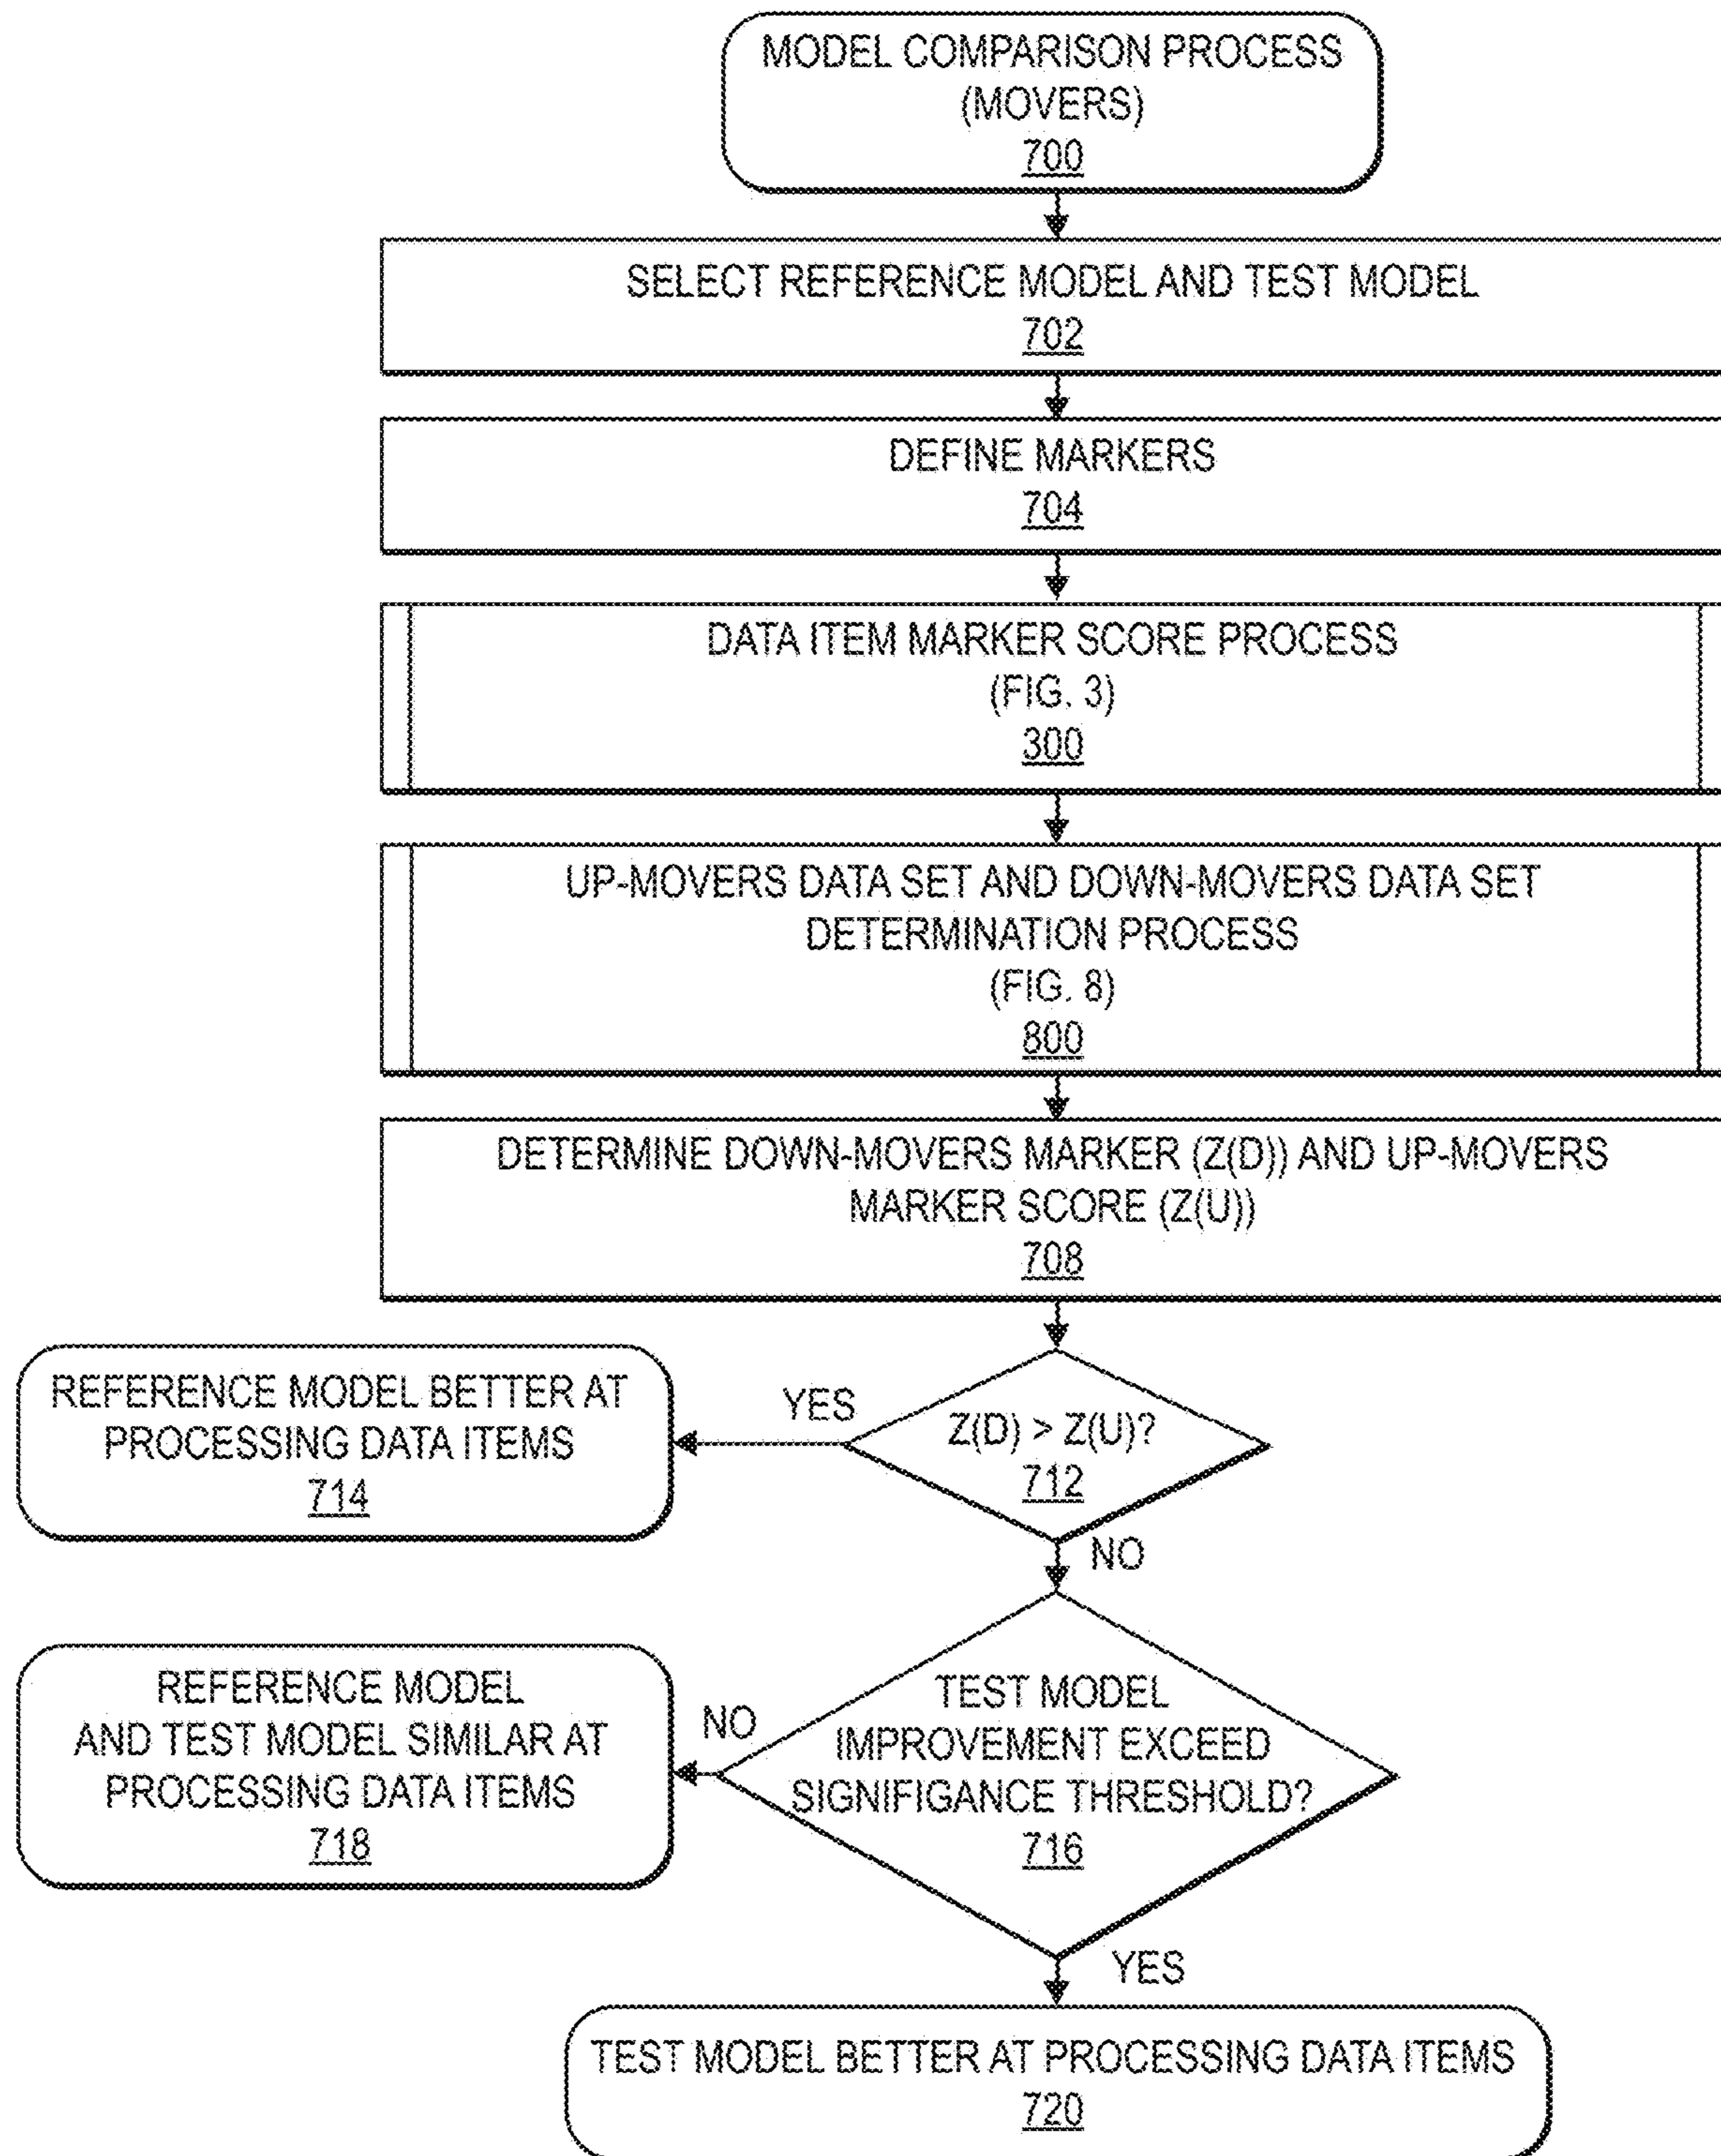 MODEL COMPARISON PROCESS
(MOVERS)
700
SELECT REFERENCE MODEL AND TEST MODEL
702
DEFINE MARKERS
704
DATA ITEM MARKER SCORE PROCESS
(FIG. 3)
300
UP-MOVERS DATA SET AND DOWN-MOVERS DATA SET
DETERMINATION PROCESS
(FIG. 8)
800
DETERMINE DOWN-MOVERS MARKER (Z(D)) AND UP-MOVERS
MARKER SCORE (Z(U))
708
REFERENCE MODEL BETTER AT
PROCESSING DATA ITEMS
714
YES
Z(D) > Z(U)?
712
NO
REFERENCE MODEL
AND TEST MODEL SIMILAR AT
PROCESSING DATA ITEMS
718
NO
TEST MODEL
IMPROVEMENT EXCEED
SIGNIFIGANCE THRESHOLD?
716
YES
TEST MODEL BETTER AT PROCESSING DATA ITEMS
720